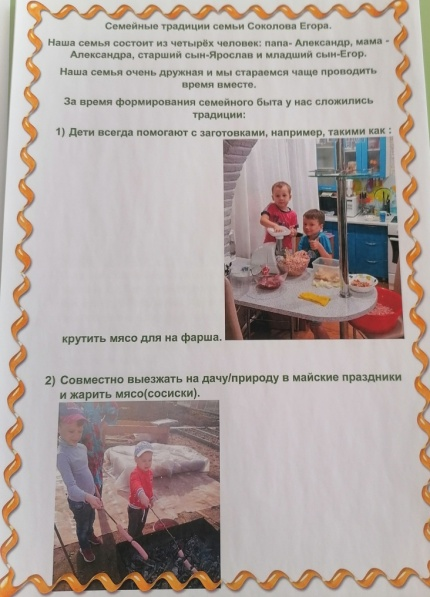 Семейные традиции семьи Соколова Егора.
Наша семья состоит из четырёх человек: папа- Александр, мама -
Александра, старший сын-Ярослав и младший сын-Егор.
Наша семья очень дружная и мы стараемся чаще проводить
время вместе.
За время формирования семейного быта у нас сложились
традиции:
1) Дети всегда помогают с заготовками, например, такими как :
крутить мясо для на фарша.
2) Совместно выезжать на дачу/природу в майские праздники
и жарить мясо(сосиски).